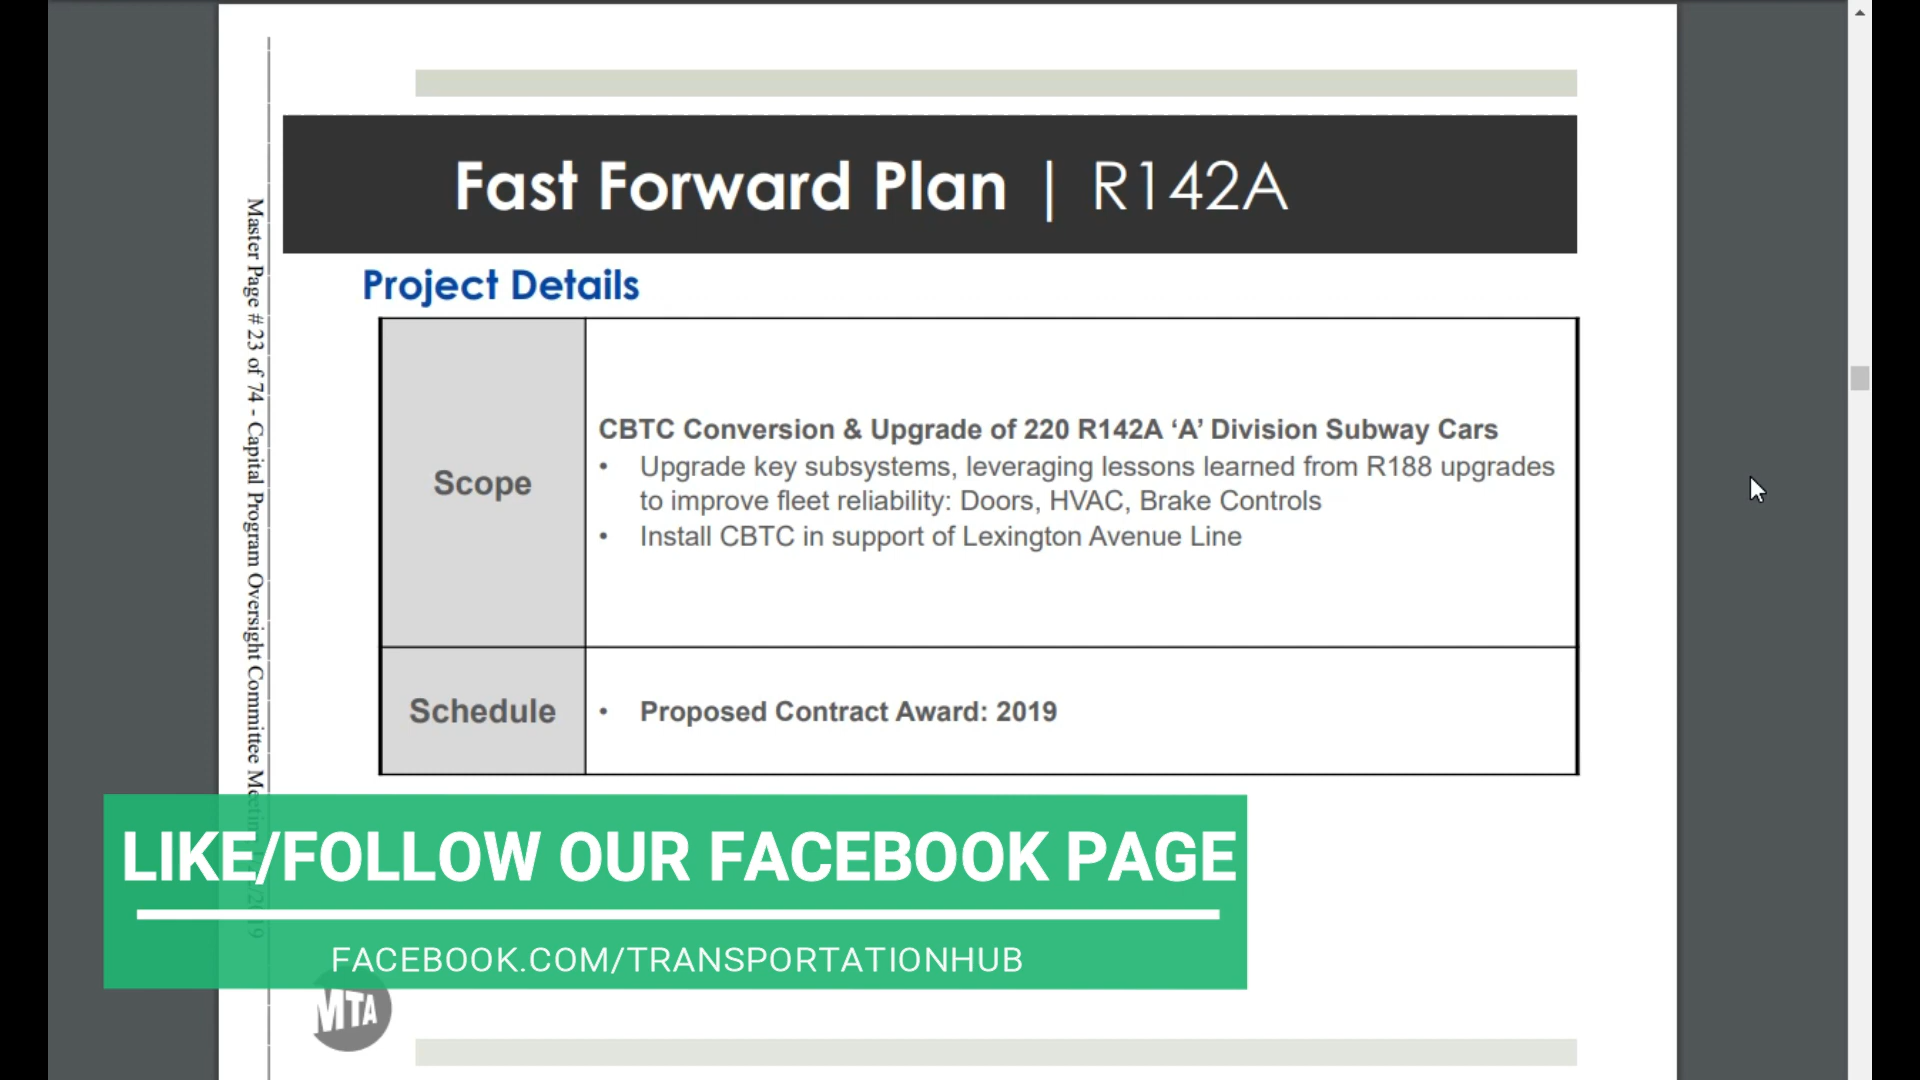 Fast Forward Plan | R142A
Project Details
Scope
CBTC Conversion & Upgrade of 220 R142A ‘A’ Division Subway Cars
• Upgrade key subsystems, leveraging lessons learned from R188 upgrades
to improve fleet reliability: Doors, HVAC, Brake Controls
• Install CBTC in support of Lexington Avenue Line
Schedule
• Proposed Contract Award: 2019
Master Page # 23 of 74 - Capital Program Oversight Committee
LIKE/FOLLOW OUR FACEBOOK PAGE
FACEBOOK.COM/TRANSPORTATIONHUB
MTA